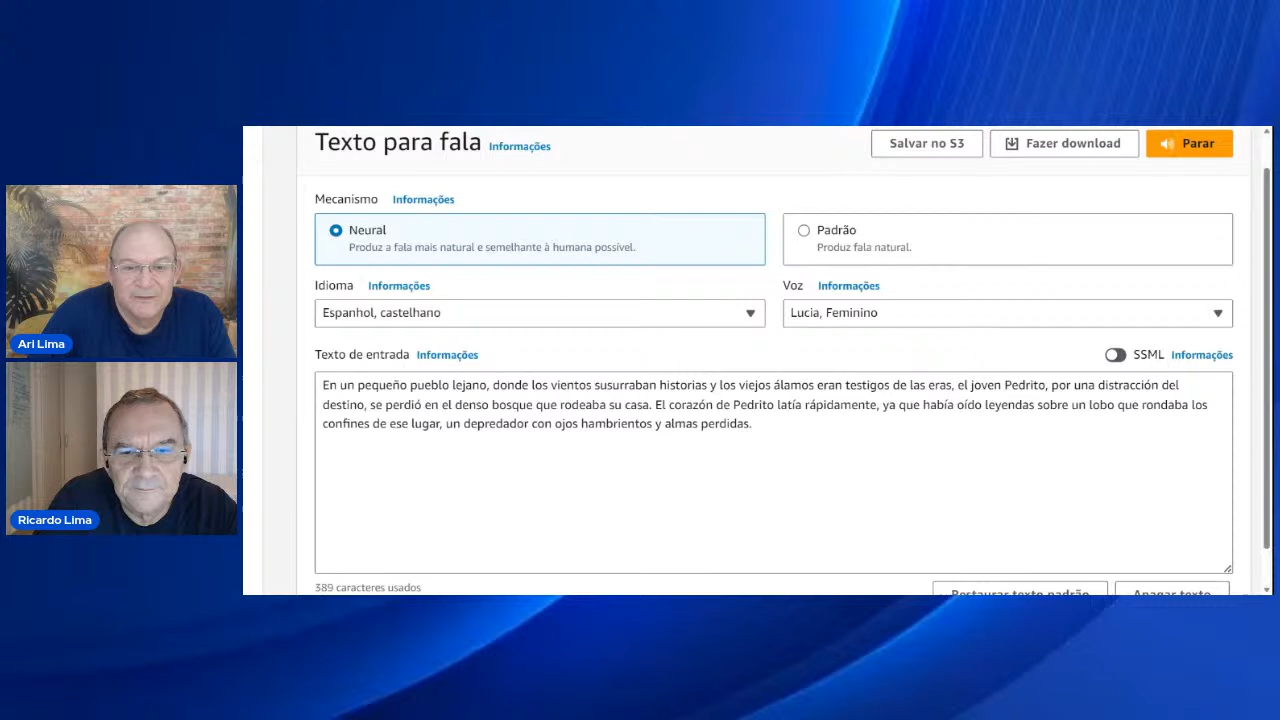 Texto para fala Informações
Salvar no S3
Fazer download
Parar
Mecanismo Informações
Neural
Produz a fala mais natural e semelhante à humana possível.
Padrão
Produz fala natural.
Idioma Informações
Voz Informações
Espanhol, castelhano
Lucia, Feminino
Texto de entrada Informações
SSML Informações
En un pequeño pueblo lejano, donde los vientos susurraban historias y los viejos álamos eran testigos de las eras, el joven Pedrito, por una distracción del
destino, se perdió en el denso bosque que rodeaba su casa. El corazón de Pedrito latía rápidamente, ya que había oído leyendas sobre un lobo que rondaba los
confines de ese lugar, un depredador con ojos hambrientos y almas perdidas.
389 caracteres usados
Restaurar texto padrão
Apagar texto
Ari Lima
Ricardo Lima